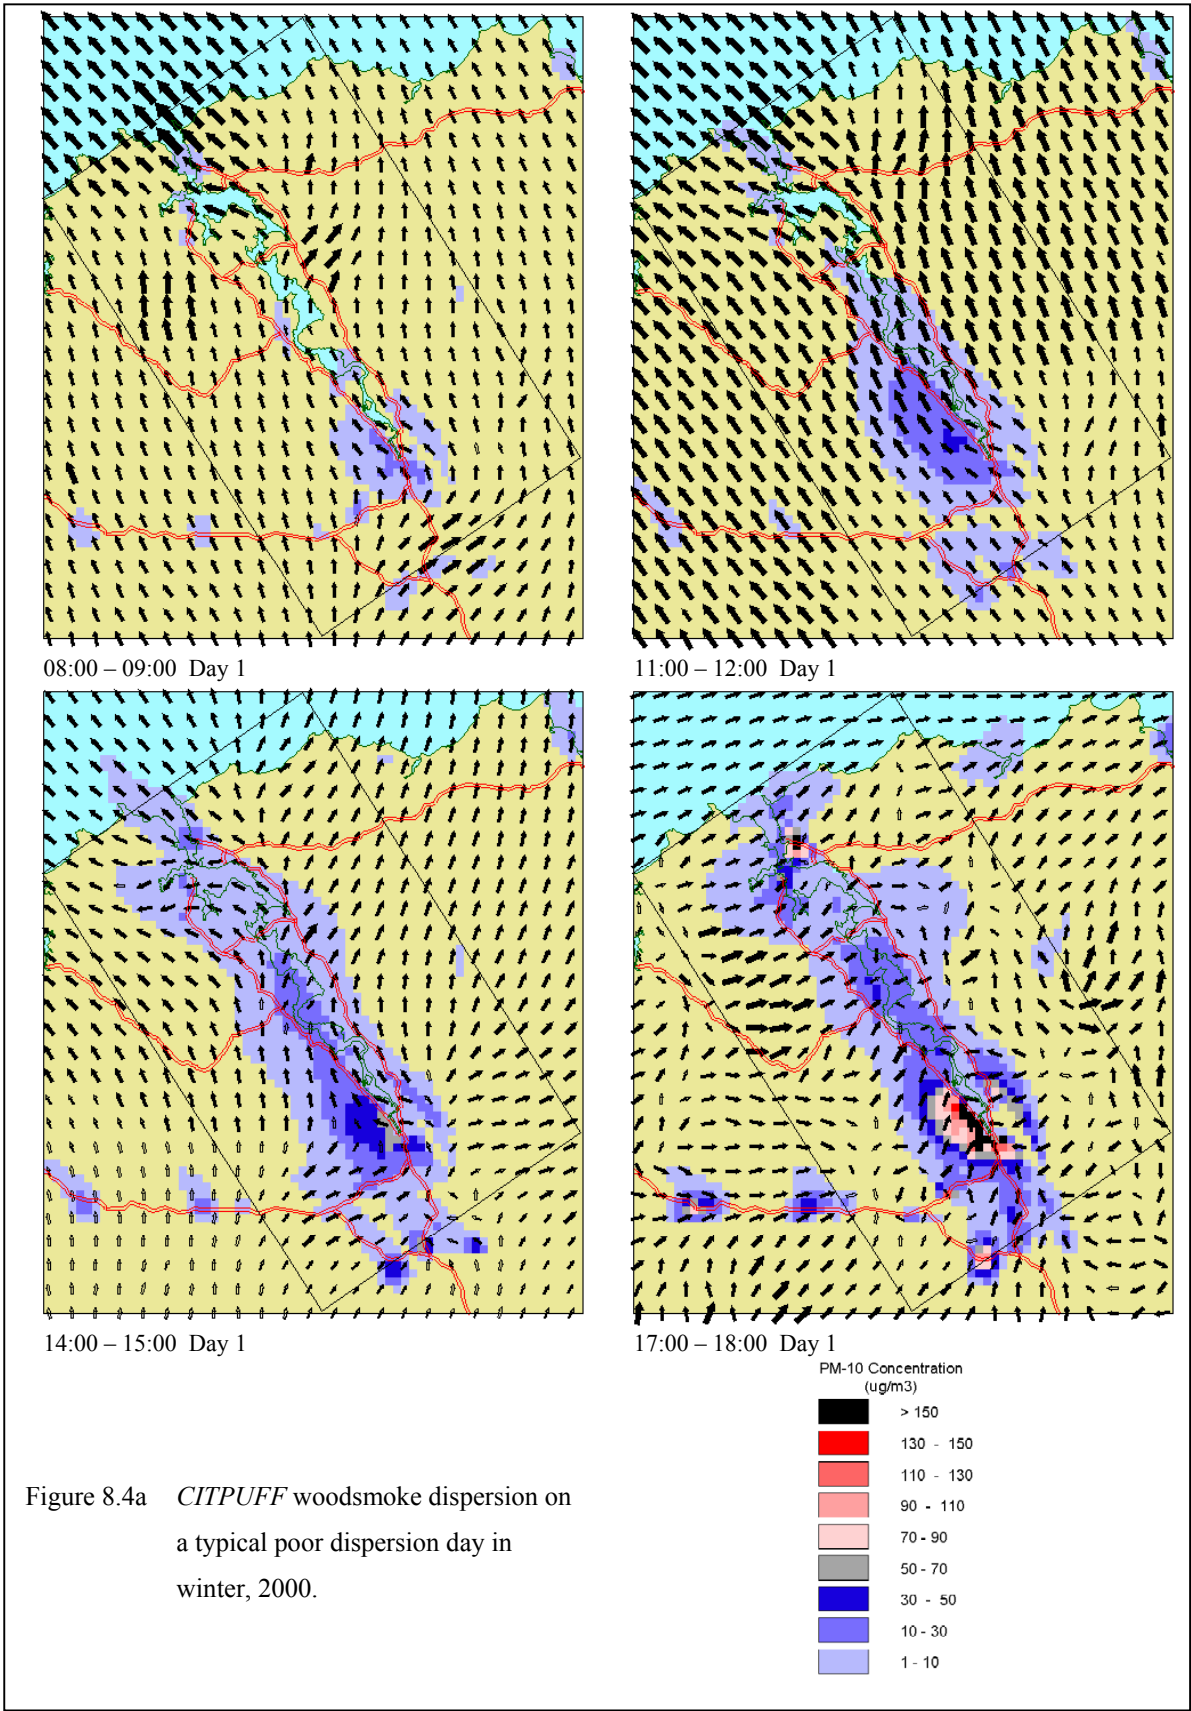 08:00 – 09:00 Day 1
11:00 – 12:00 Day 1
14:00 – 15:00 Day 1
17:00 – 18:00 Day 1
PM-10 Concentration
(ug/m3)
> 150
130 - 150
110 - 130
90 - 110
70 - 90
50 - 70
30 - 50
10 - 30
1 - 10
Figure 8.4a CITPUFF woodsmoke dispersion on
a typical poor dispersion day in
winter, 2000.